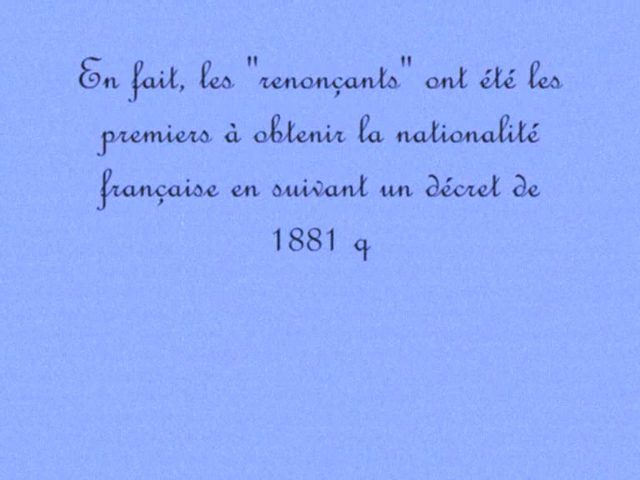 En fait, les "renonçants" ont été les
premiers à obtenir la nationalité
française en suivant un décret de
1881 q